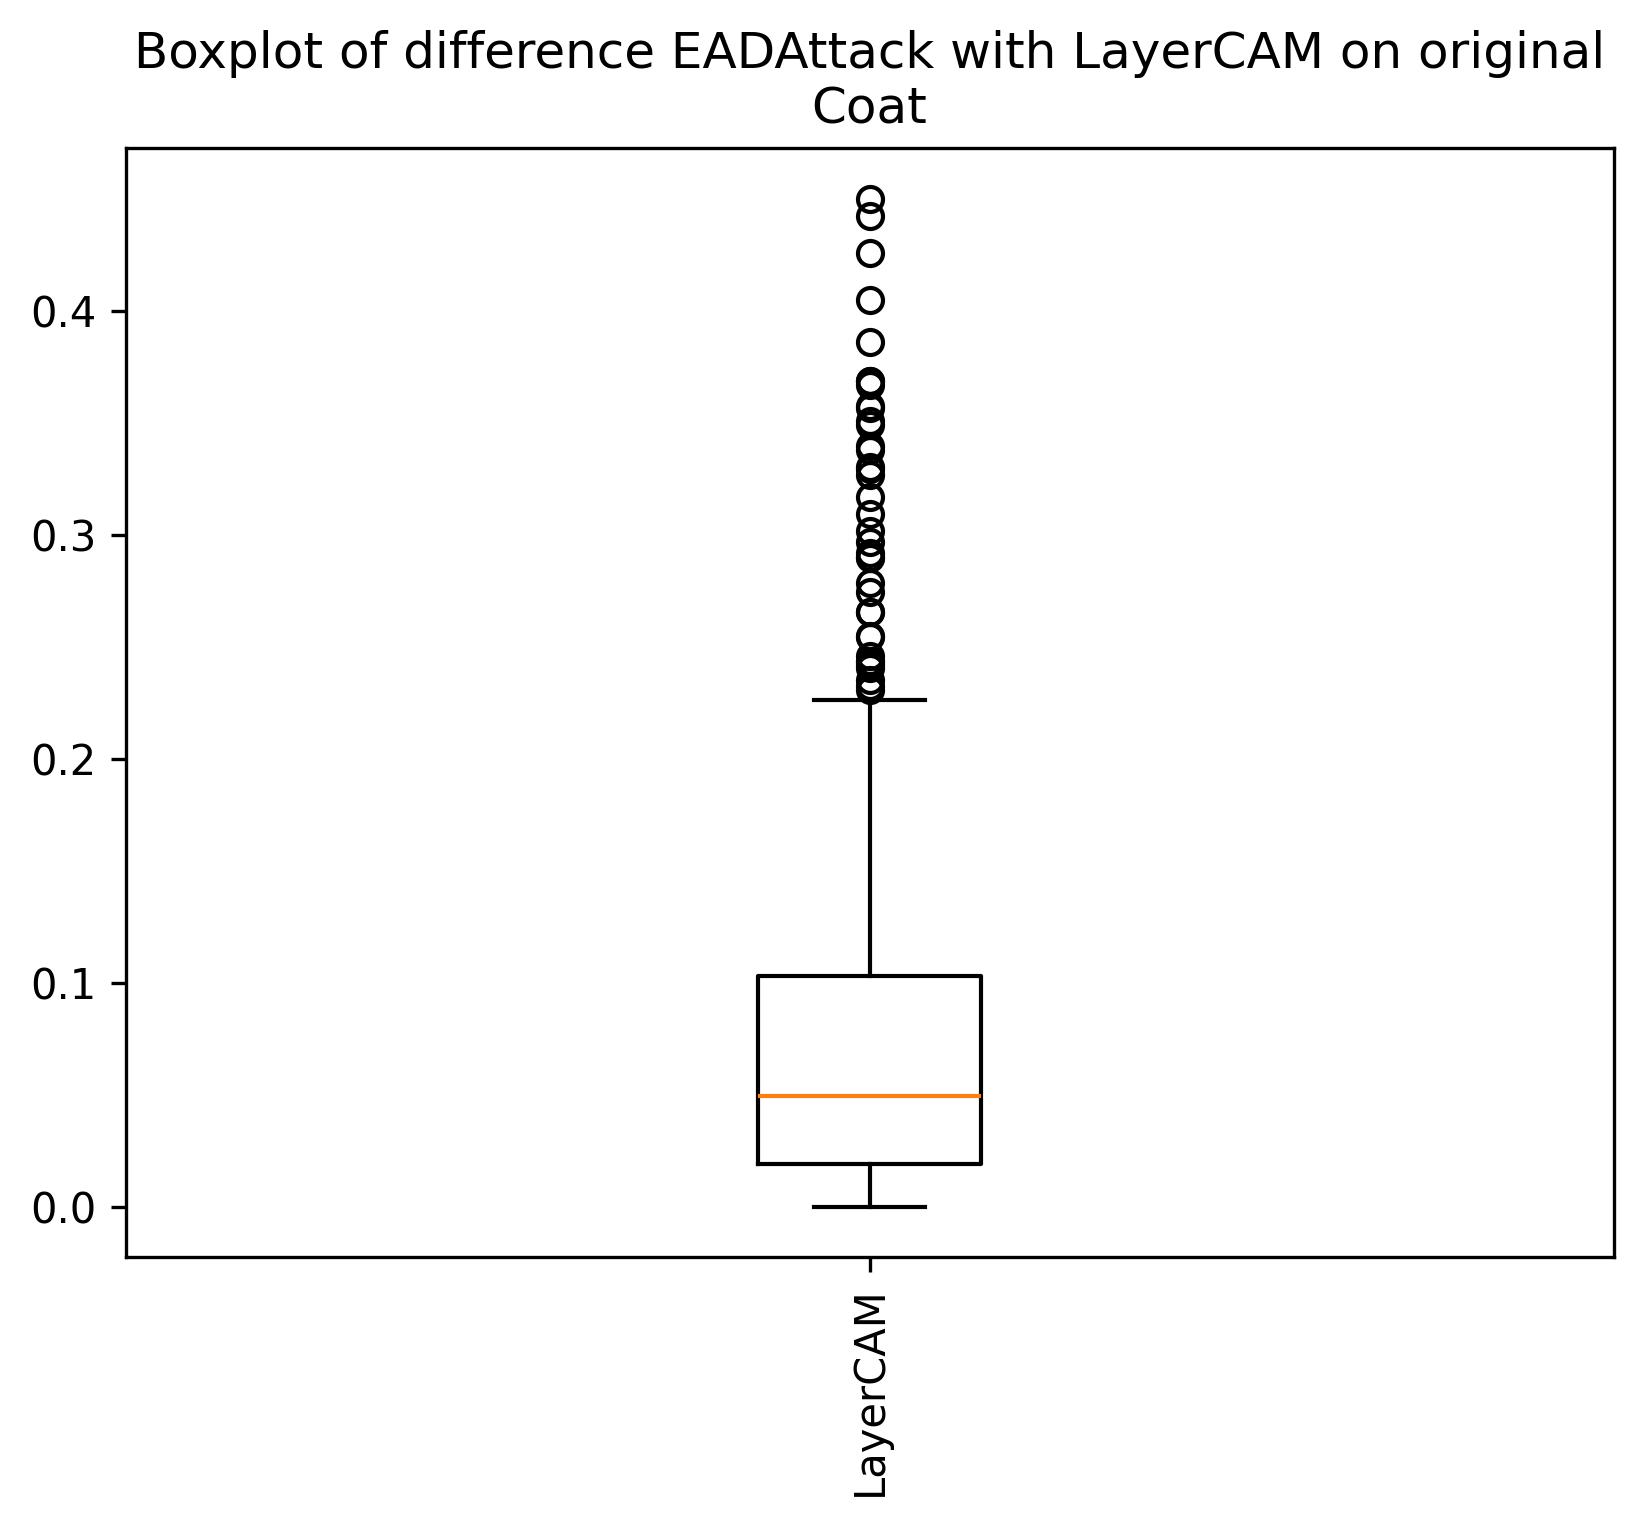 Boxplot of difference EADAttack with LayerCAM on original
Coat
0.4
0.3
0.2
0.1
0.0
LayerCAM